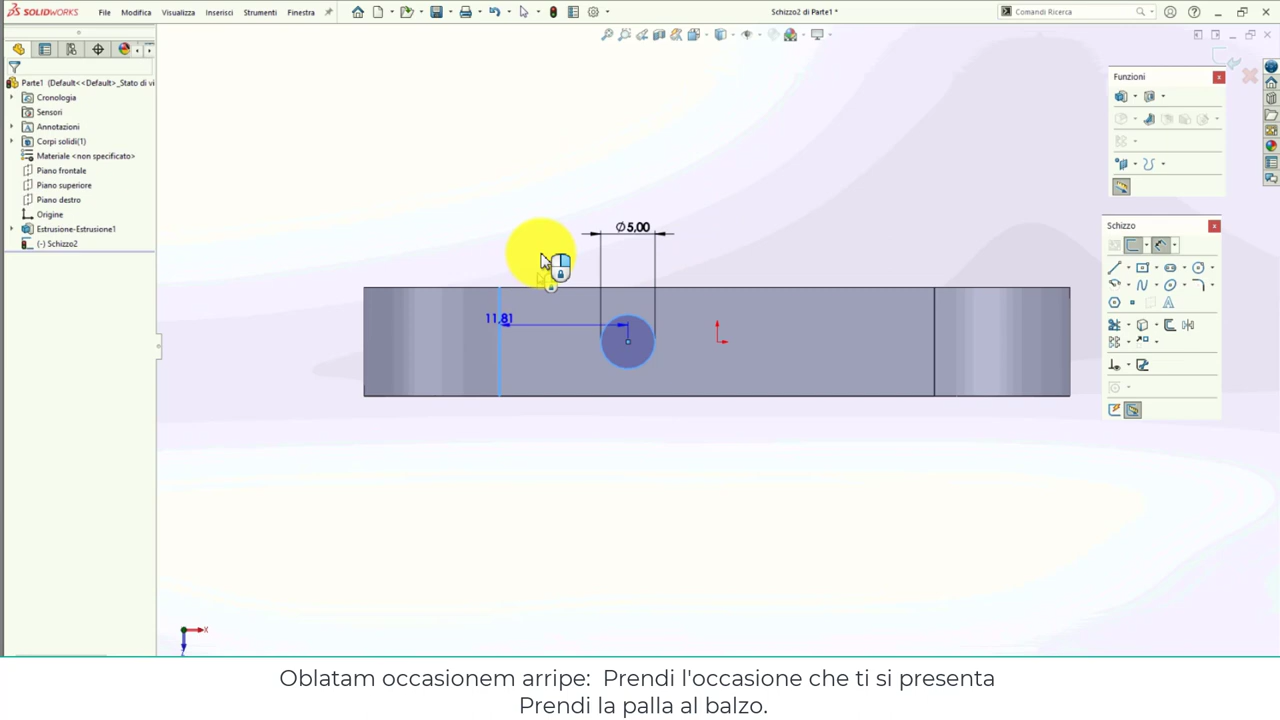 SOLIDWORKS File Modifica Visualizza Inserisci Strumenti Finestra Schizzo2 di Parte1 * Comandi Ricerca
Parte1 (Default<<Default>_Stato di vi
Cronologia
Sensori
Annotazioni
Corpi solidi(1)
Materiale <non specificato>
Piano frontale
Piano superiore
Piano destro
Origine
Estrusione-Estrusione1
(-) Schizzo2
Funzioni
Schizzo
Ø5,00
11,81
X
Oblatam occasionem arripe: Prendi l'occasione che ti si presenta
Prendi la palla al balzo.